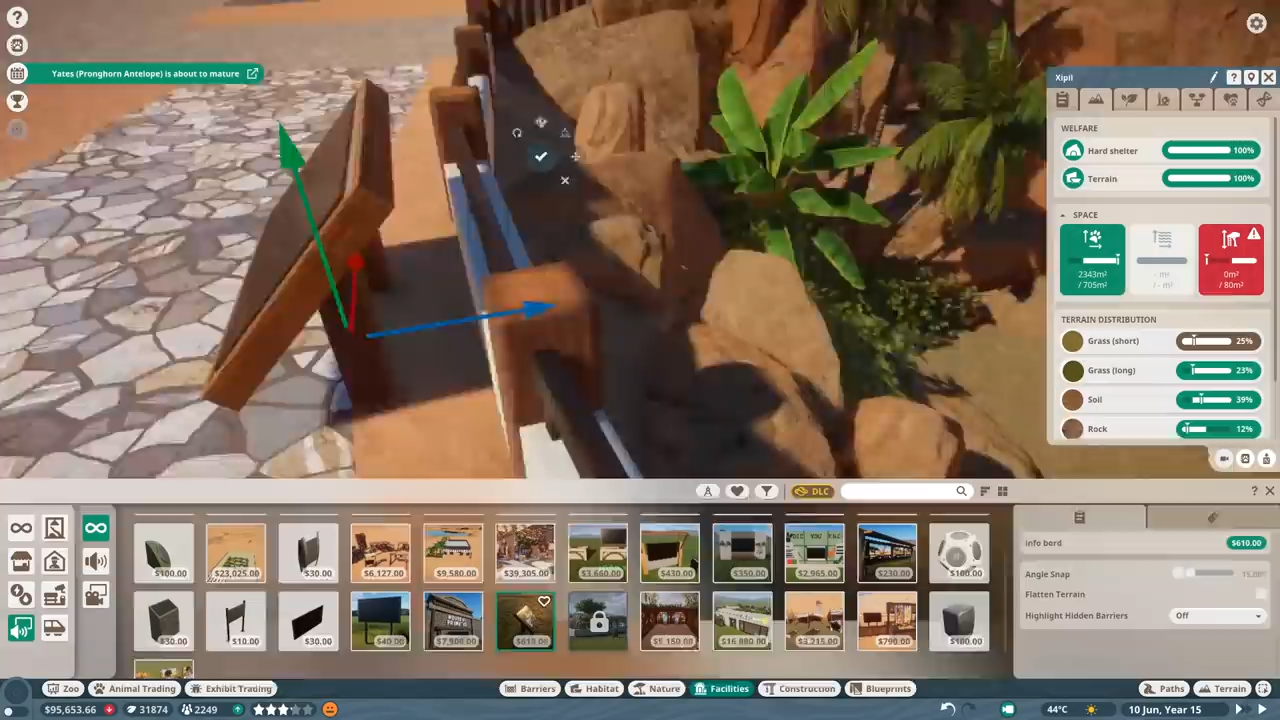 ?
Yates (Pronghorn Antelope) is about to mature
Xipil
?
WELFARE
Hard shelter 100%
Terrain 100%
SPACE
2343m² / 705m²
- m² / - m²
0m² / 80m²
TERRAIN DISTRIBUTION
Grass (short) 25%
Grass (long) 23%
Soil 39%
Rock 12%
DLC
?
$100.00 $23,025.00 $30.00 $6,127.00 $9,580.00 $39,305.00 $3,660.00 $430.00 $350.00 $2,965.00 $230.00 $100.00
$30.00 $10.00 $30.00 $40.00 $7,900.00 $610.00 $5,150.00 $16,880.00 $3,215.00 $790.00 $100.00
info bord $610.00
Angle Snap 15.00°
Flatten Terrain
Highlight Hidden Barriers Off
Zoo Animal Trading Exhibit Trading Barriers Habitat Nature Facilities Construction Blueprints Paths Terrain
$95,653.66 31874 2249 44°C 10 Jun, Year 15